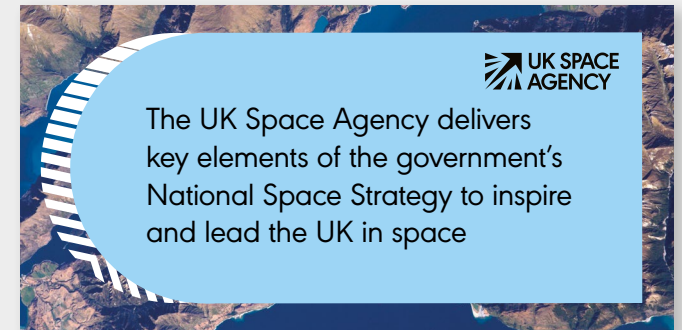 UK SPACE
AGENCY
The UK Space Agency delivers
key elements of the government's
National Space Strategy to inspire
and lead the UK in space